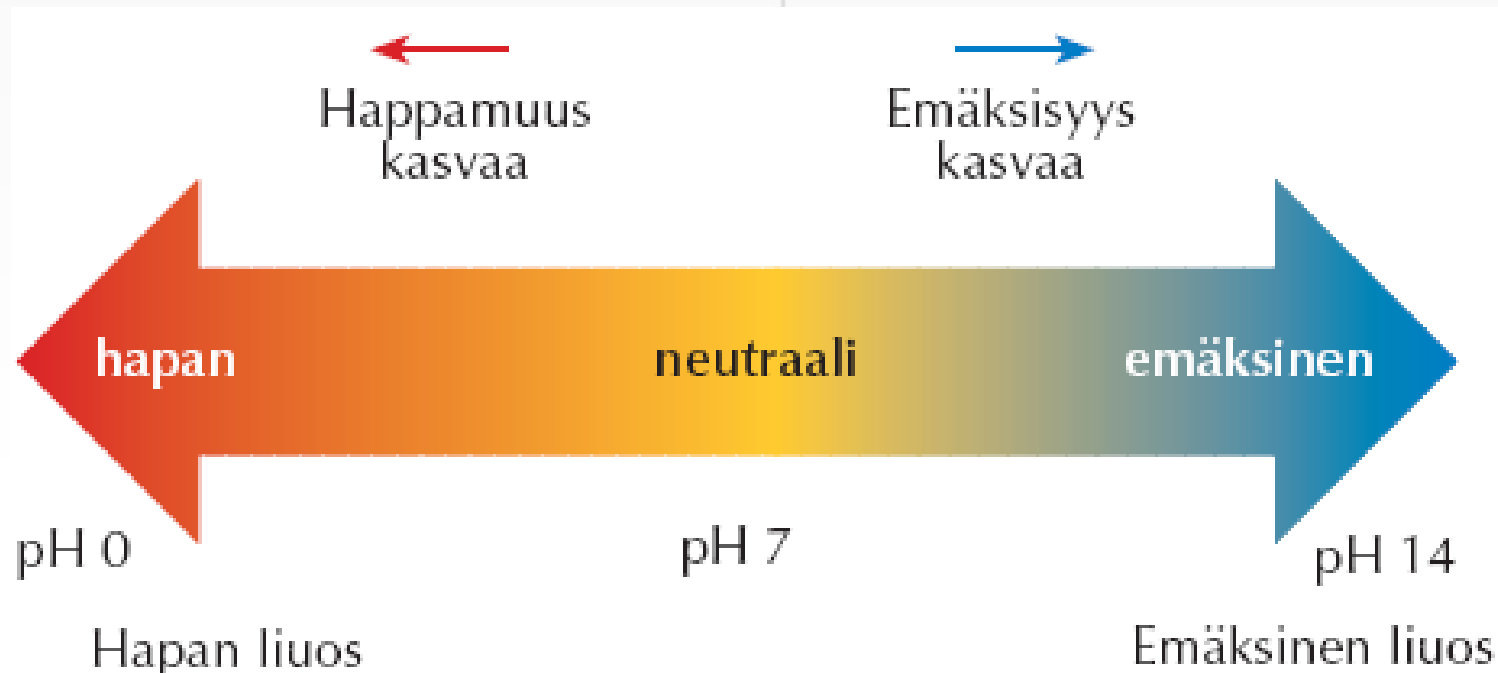 Happamuus
kasvaa
Emäksisyys
kasvaa
hapan
neutraali
emäksinen
pH 0
pH 7
pH 14
Hapan liuos
Emäksinen liuos